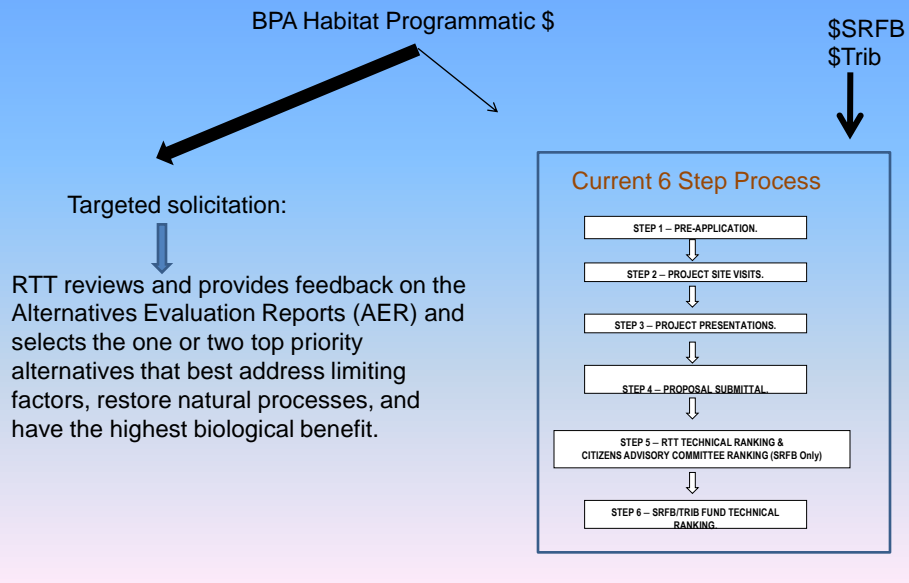 BPA Habitat Programmatic $
$SRFB
$Trib
Targeted solicitation:
RTT reviews and provides feedback on the
Alternatives Evaluation Reports (AER) and
selects the one or two top priority
alternatives that best address limiting
factors, restore natural processes, and
have the highest biological benefit.
Current 6 Step Process
STEP 1 – PRE-APPLICATION.
STEP 2 – PROJECT SITE VISITS.
STEP 3 – PROJECT PRESENTATIONS.
STEP 4 – PROPOSAL SUBMITTAL.
STEP 5 – RTT TECHNICAL RANKING &
CITIZENS ADVISORY COMMITTEE RANKING (SRFB Only)
STEP 6 – SRFB/TRIB FUND TECHNICAL
RANKING.